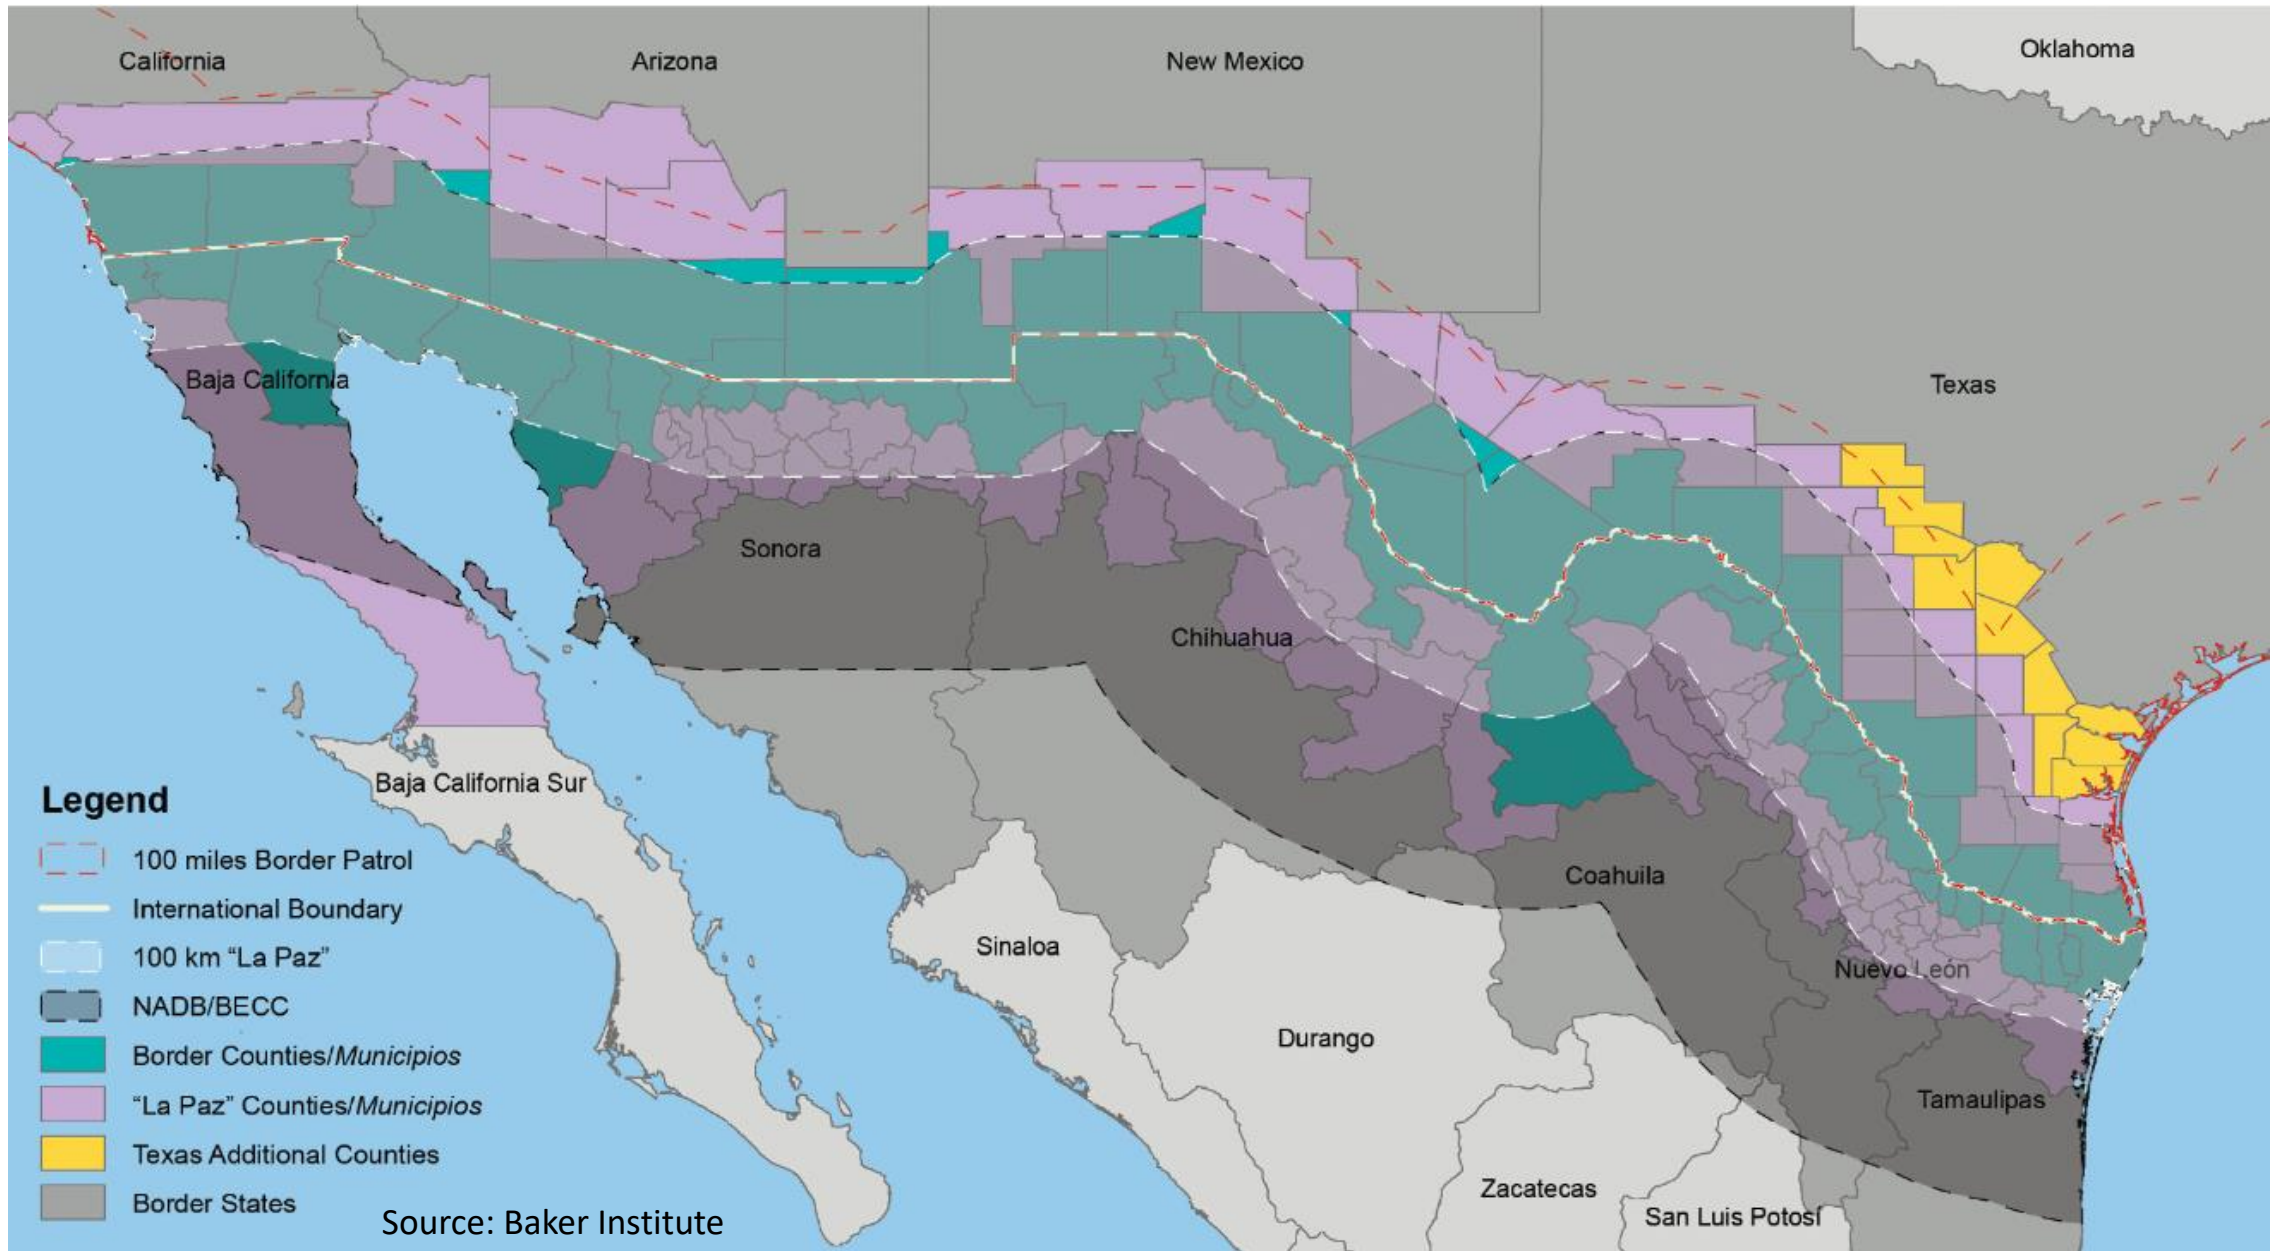 California
Arizona
New Mexico
Oklahoma
Baja California
Texas
Sonora
Chihuahua
Baja California Sur
Coahuila
Sinaloa
Nuevo León
Durango
Tamaulipas
Zacatecas
San Luis Potosí
Legend
100 miles Border Patrol
International Boundary
100 km “La Paz”
NADB/BECC
Border Counties/Municipios
“La Paz” Counties/Municipios
Texas Additional Counties
Border States
Source: Baker Institute